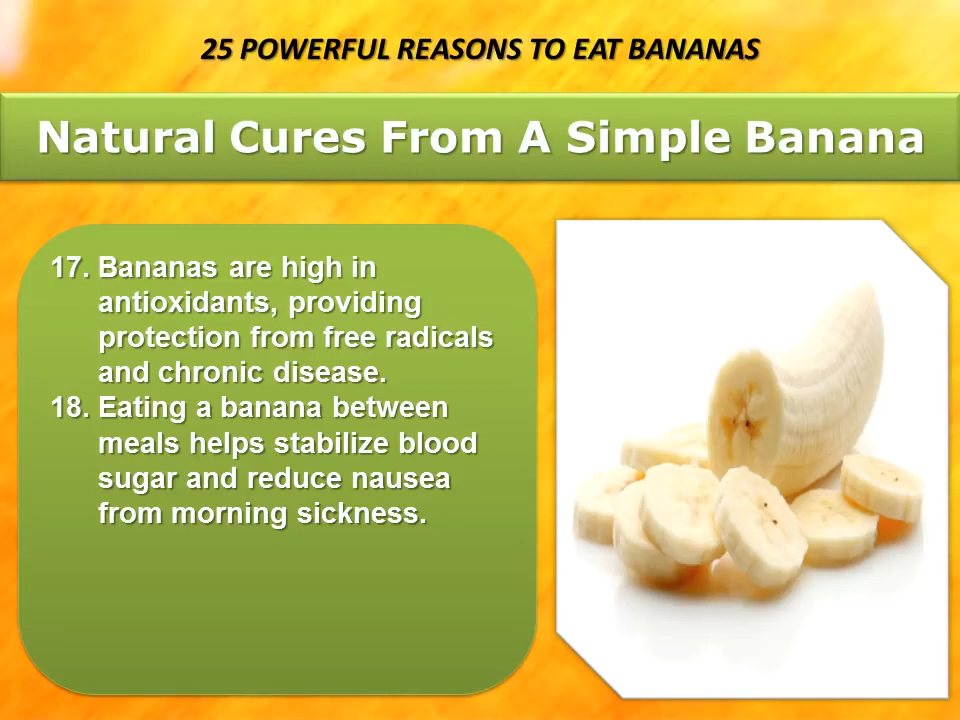 25 POWERFUL REASONS TO EAT BANANAS
Natural Cures From A Simple Banana
17. Bananas are high in
antioxidants, providing
protection from free radicals
and chronic disease.
18. Eating a banana between
meals helps stabilize blood
sugar and reduce nausea
from morning sickness.